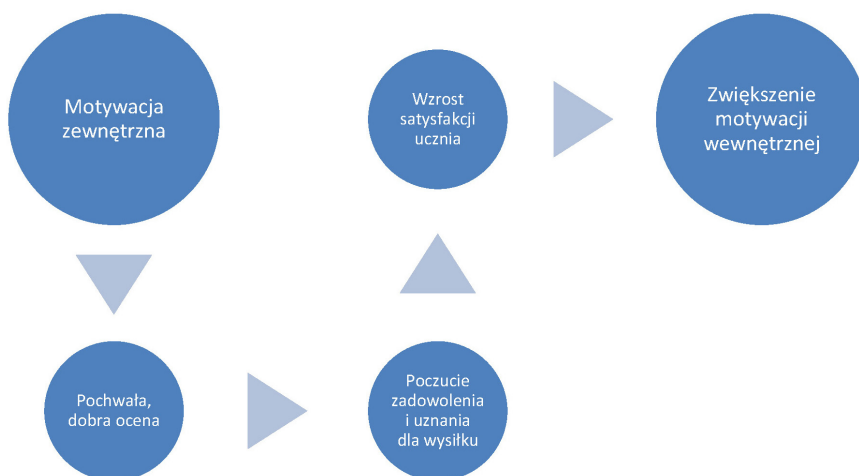 Motywacja
zewnętrzna
Pochwała,
dobra ocena
Poczucie
zadowolenia
i uznania
dla wysiłku
Wzrost
satysfakcji
ucznia
Zwiększenie
motywacji
wewnętrznej